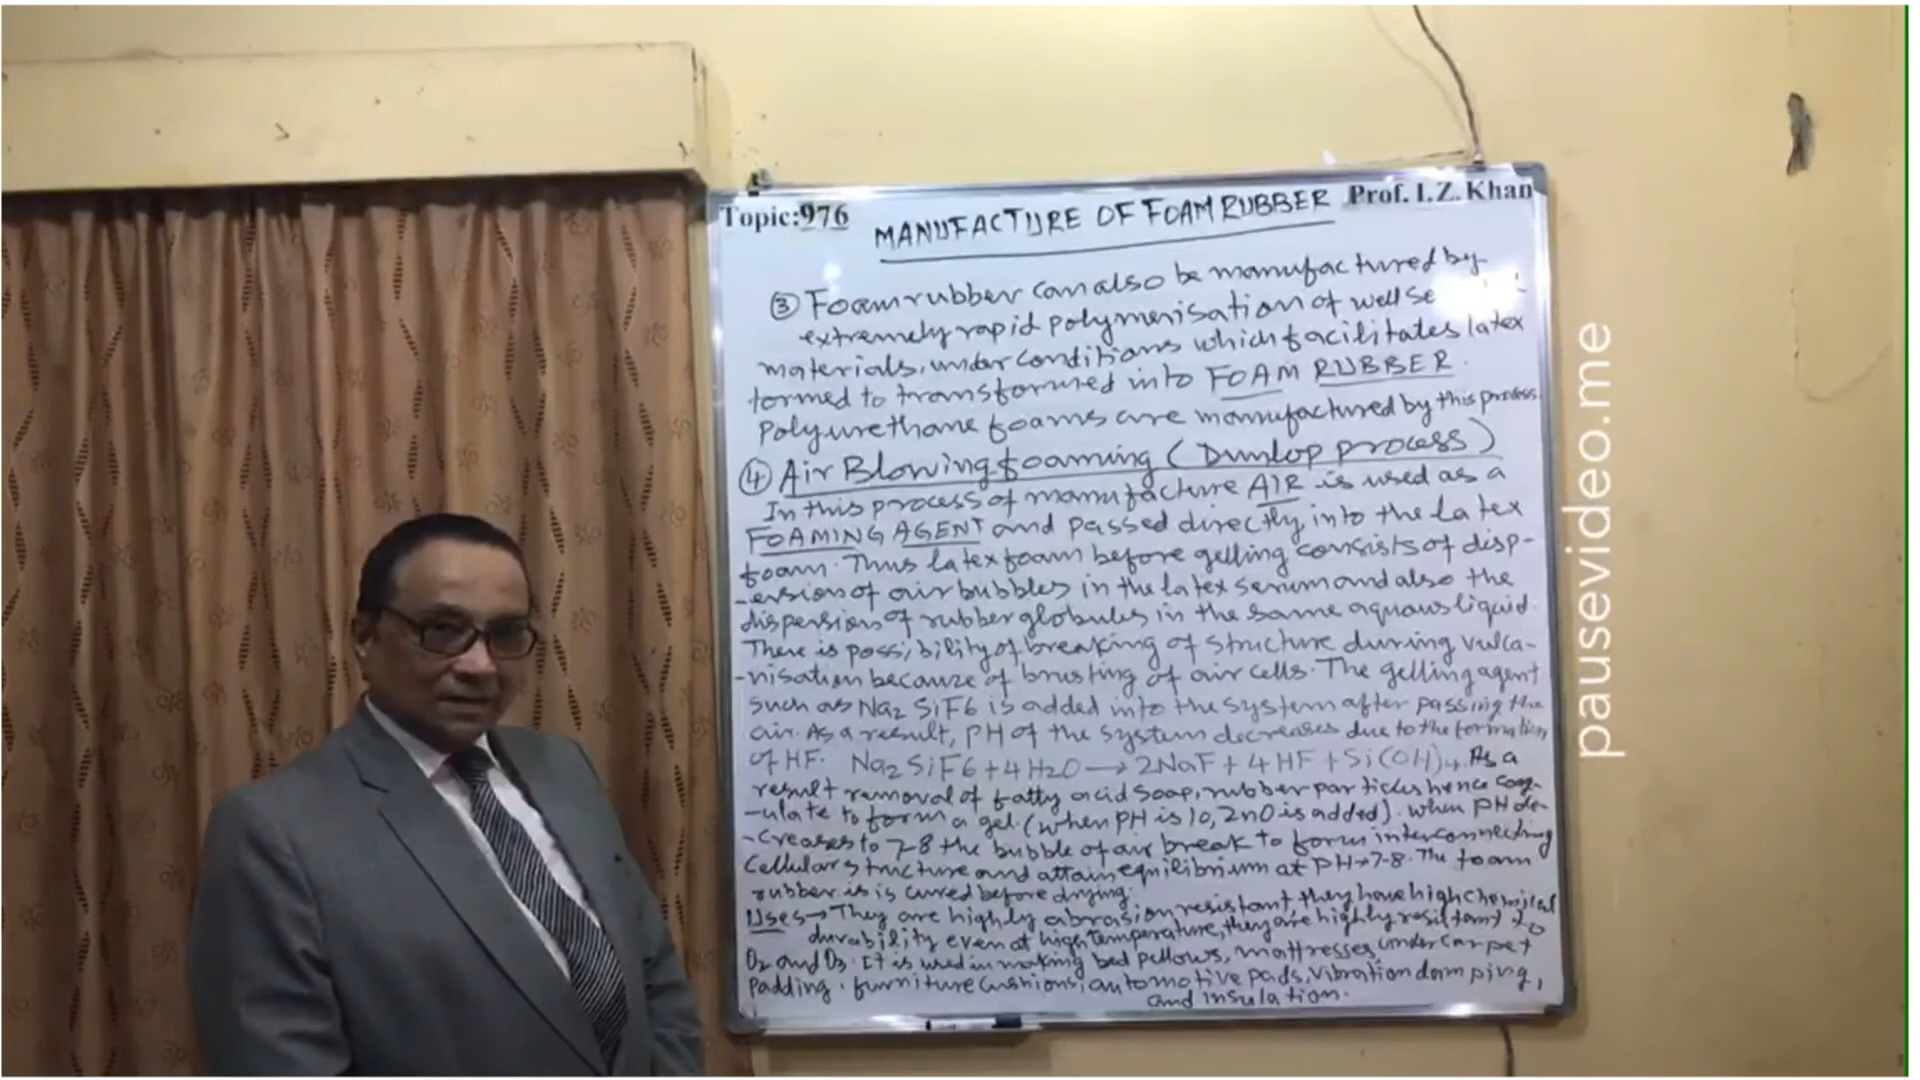 Topic:976
MANUFACTURE OF FOAM RUBBER
Prof. I.Z. Khan
③ Foam rubber can also be manufactured by
extremely rapid polymerisation of well se
materials, under conditions which facilitates latex
formed to transformed into FOAM RUBBER.
Polyurethane foams are manufactured by this process.
④ Air Blowing foaming (Dunlop process)
In this process of manufacture AIR is used as a
FOAMING AGENT and passed directly into the latex
foam. Thus latex foam before gelling consists of disp-
-ersion of air bubbles in the latex serum and also the
dispersion of rubber globules in the same aquous liquid.
There is possibility of breaking of structure during vulca-
-nisation because of brusting of air cells. The gelling agent
such as Na2 SiF6 is added into the system after passing the
air. As a result, PH of the system decreases due to the formation
of HF. Na2SiF6 + 4H2O → 2NaF + 4HF + Si(OH)4. As a
result removal of fatty acid soap, rubber particles hence coag-
-ulate to form a gel. (when PH is 10, ZnO is added). when PH de-
-creases to 7-8 the bubble of air break to form interconnecting
cellular structure and attain equilibrium at PH→7-8. The foam
rubber is is cured before drying.
Uses → They are highly abrasion resistant they have high chemical
durability even at high temperature, they are highly resistant to
O2 and O3. It is used in making bed pellows, mattresses, under carpet
padding, furniture cushions, automotive pads, vibration damping,
and insulation.
pausevideo.me